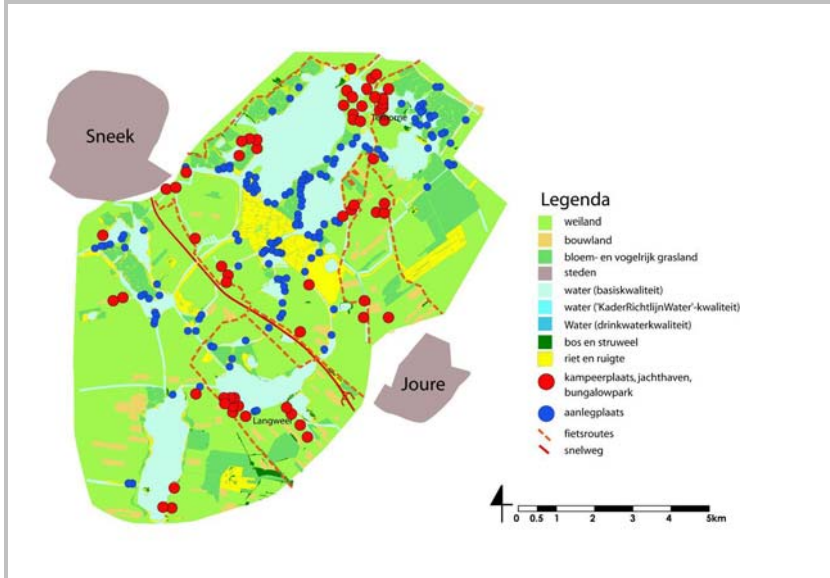 Sneek
Terhorne
Joure
Langweer
Legenda
weiland
bouwland
bloem- en vogelrijk grasland
steden
water (basiskwaliteit)
water ('KaderRichtlijnWater'-kwaliteit)
Water (drinkwaterkwaliteit)
bos en struweel
riet en ruigte
kampeerplaats, jachthaven,
bungalowpark
aanlegplaats
fietsroutes
snelweg
0 0.5 1 2 3 4 5km